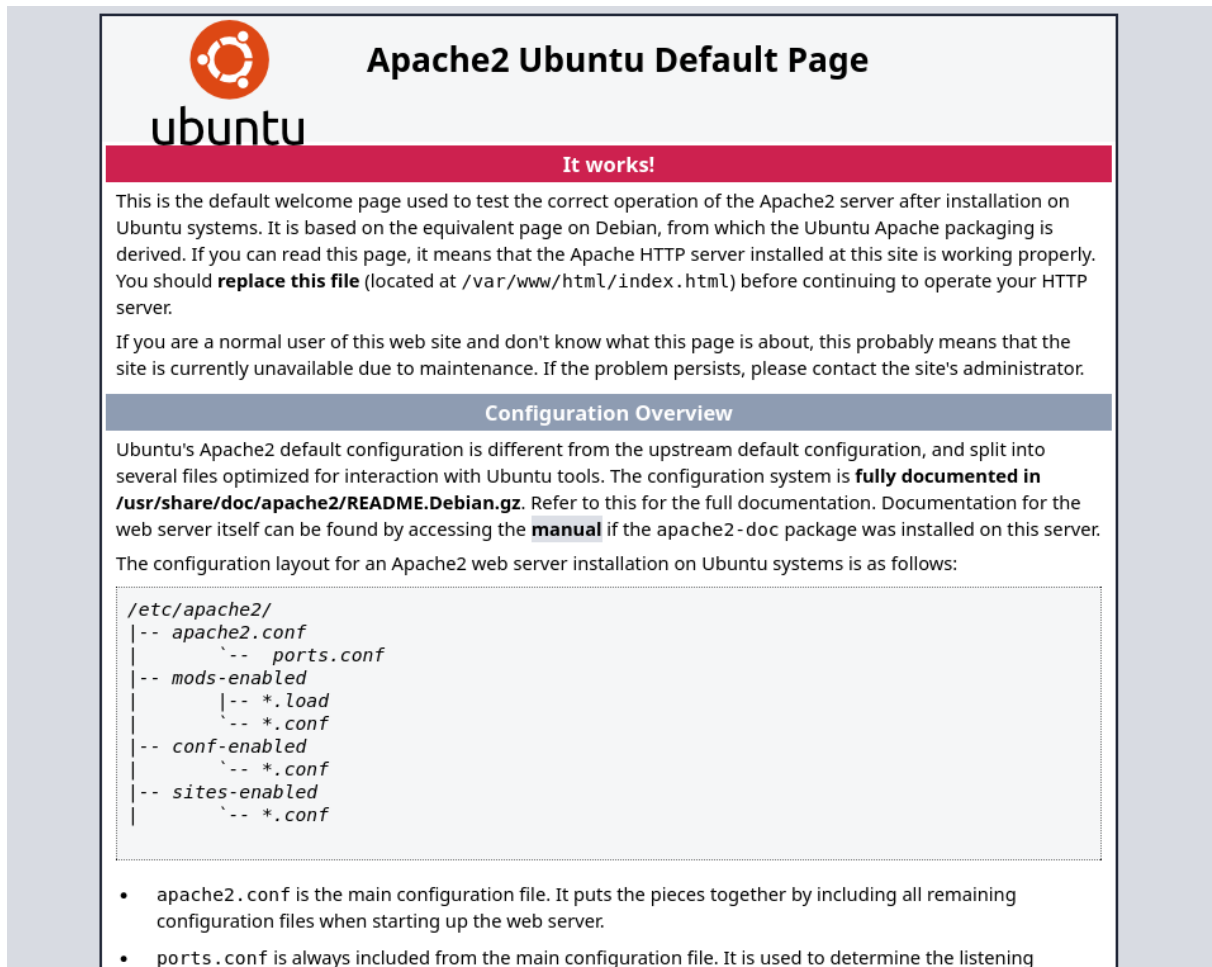 ubuntu
Apache2 Ubuntu Default Page
It works!
This is the default welcome page used to test the correct operation of the Apache2 server after installation on
Ubuntu systems. It is based on the equivalent page on Debian, from which the Ubuntu Apache packaging is
derived. If you can read this page, it means that the Apache HTTP server installed at this site is working properly.
You should replace this file (located at /var/www/html/index.html) before continuing to operate your HTTP
server.
If you are a normal user of this web site and don't know what this page is about, this probably means that the
site is currently unavailable due to maintenance. If the problem persists, please contact the site's administrator.
Configuration Overview
Ubuntu's Apache2 default configuration is different from the upstream default configuration, and split into
several files optimized for interaction with Ubuntu tools. The configuration system is fully documented in
/usr/share/doc/apache2/README.Debian.gz. Refer to this for the full documentation. Documentation for the
web server itself can be found by accessing the manual if the apache2-doc package was installed on this server.
The configuration layout for an Apache2 web server installation on Ubuntu systems is as follows:
/etc/apache2/
|-- apache2.conf
|       `--  ports.conf
|-- mods-enabled
|       |-- *.load
|       `-- *.conf
|-- conf-enabled
|       `-- *.conf
|-- sites-enabled
|       `-- *.conf
• apache2.conf is the main configuration file. It puts the pieces together by including all remaining
configuration files when starting up the web server.
• ports.conf is always included from the main configuration file. It is used to determine the listening